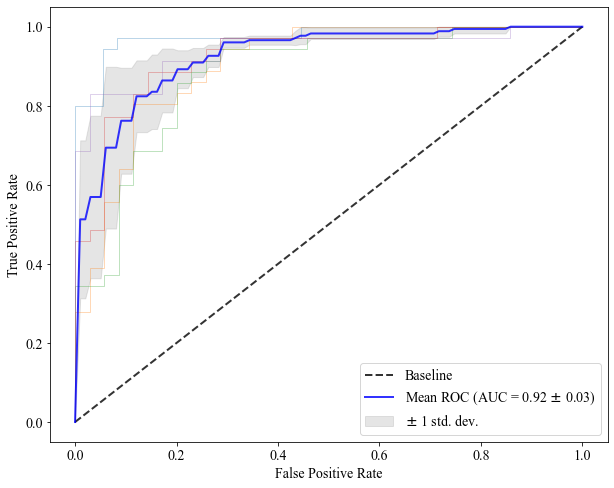 1.0
0.8
0.6
0.4
0.2
0.0
True Positive Rate
Baseline
Mean ROC (AUC = 0.92 ± 0.03)
± 1 std. dev.
0.0 0.2 0.4 0.6 0.8 1.0
False Positive Rate